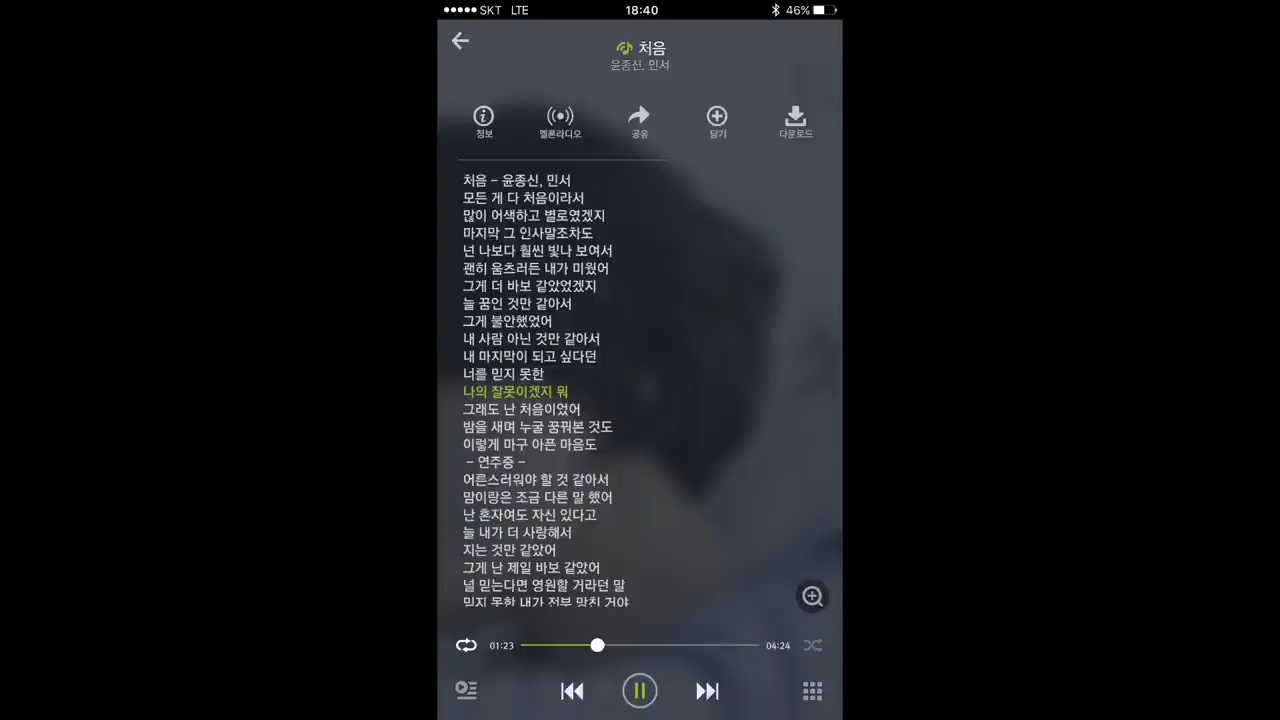 SKT LTE 18:40 46%
처음
윤종신, 민서
정보 멜론라디오 공유 담기 다운로드
처음 - 윤종신, 민서
모든 게 다 처음이라서
많이 어색하고 별로였겠지
마지막 그 인사말조차도
넌 나보다 훨씬 빛나 보여서
괜히 움츠러든 내가 미웠어
그게 더 바보 같았었겠지
늘 꿈인 것만 같아서
그게 불안했었어
내 사람 아닌 것만 같아서
내 마지막이 되고 싶다던
너를 믿지 못한
나의 잘못이겠지 뭐
그래도 난 처음이었어
밤을 새며 누굴 꿈꿔본 것도
이렇게 마구 아픈 마음도
- 연주중 -
어른스러워야 할 것 같아서
맘이랑은 조금 다른 말 했어
난 혼자여도 자신 있다고
늘 내가 더 사랑해서
지는 것만 같았어
그게 난 제일 바보 같았어
널 믿는다면 영원할 거라던 말
믿지 못한 내가 전부 망친 거야
01:23 04:24